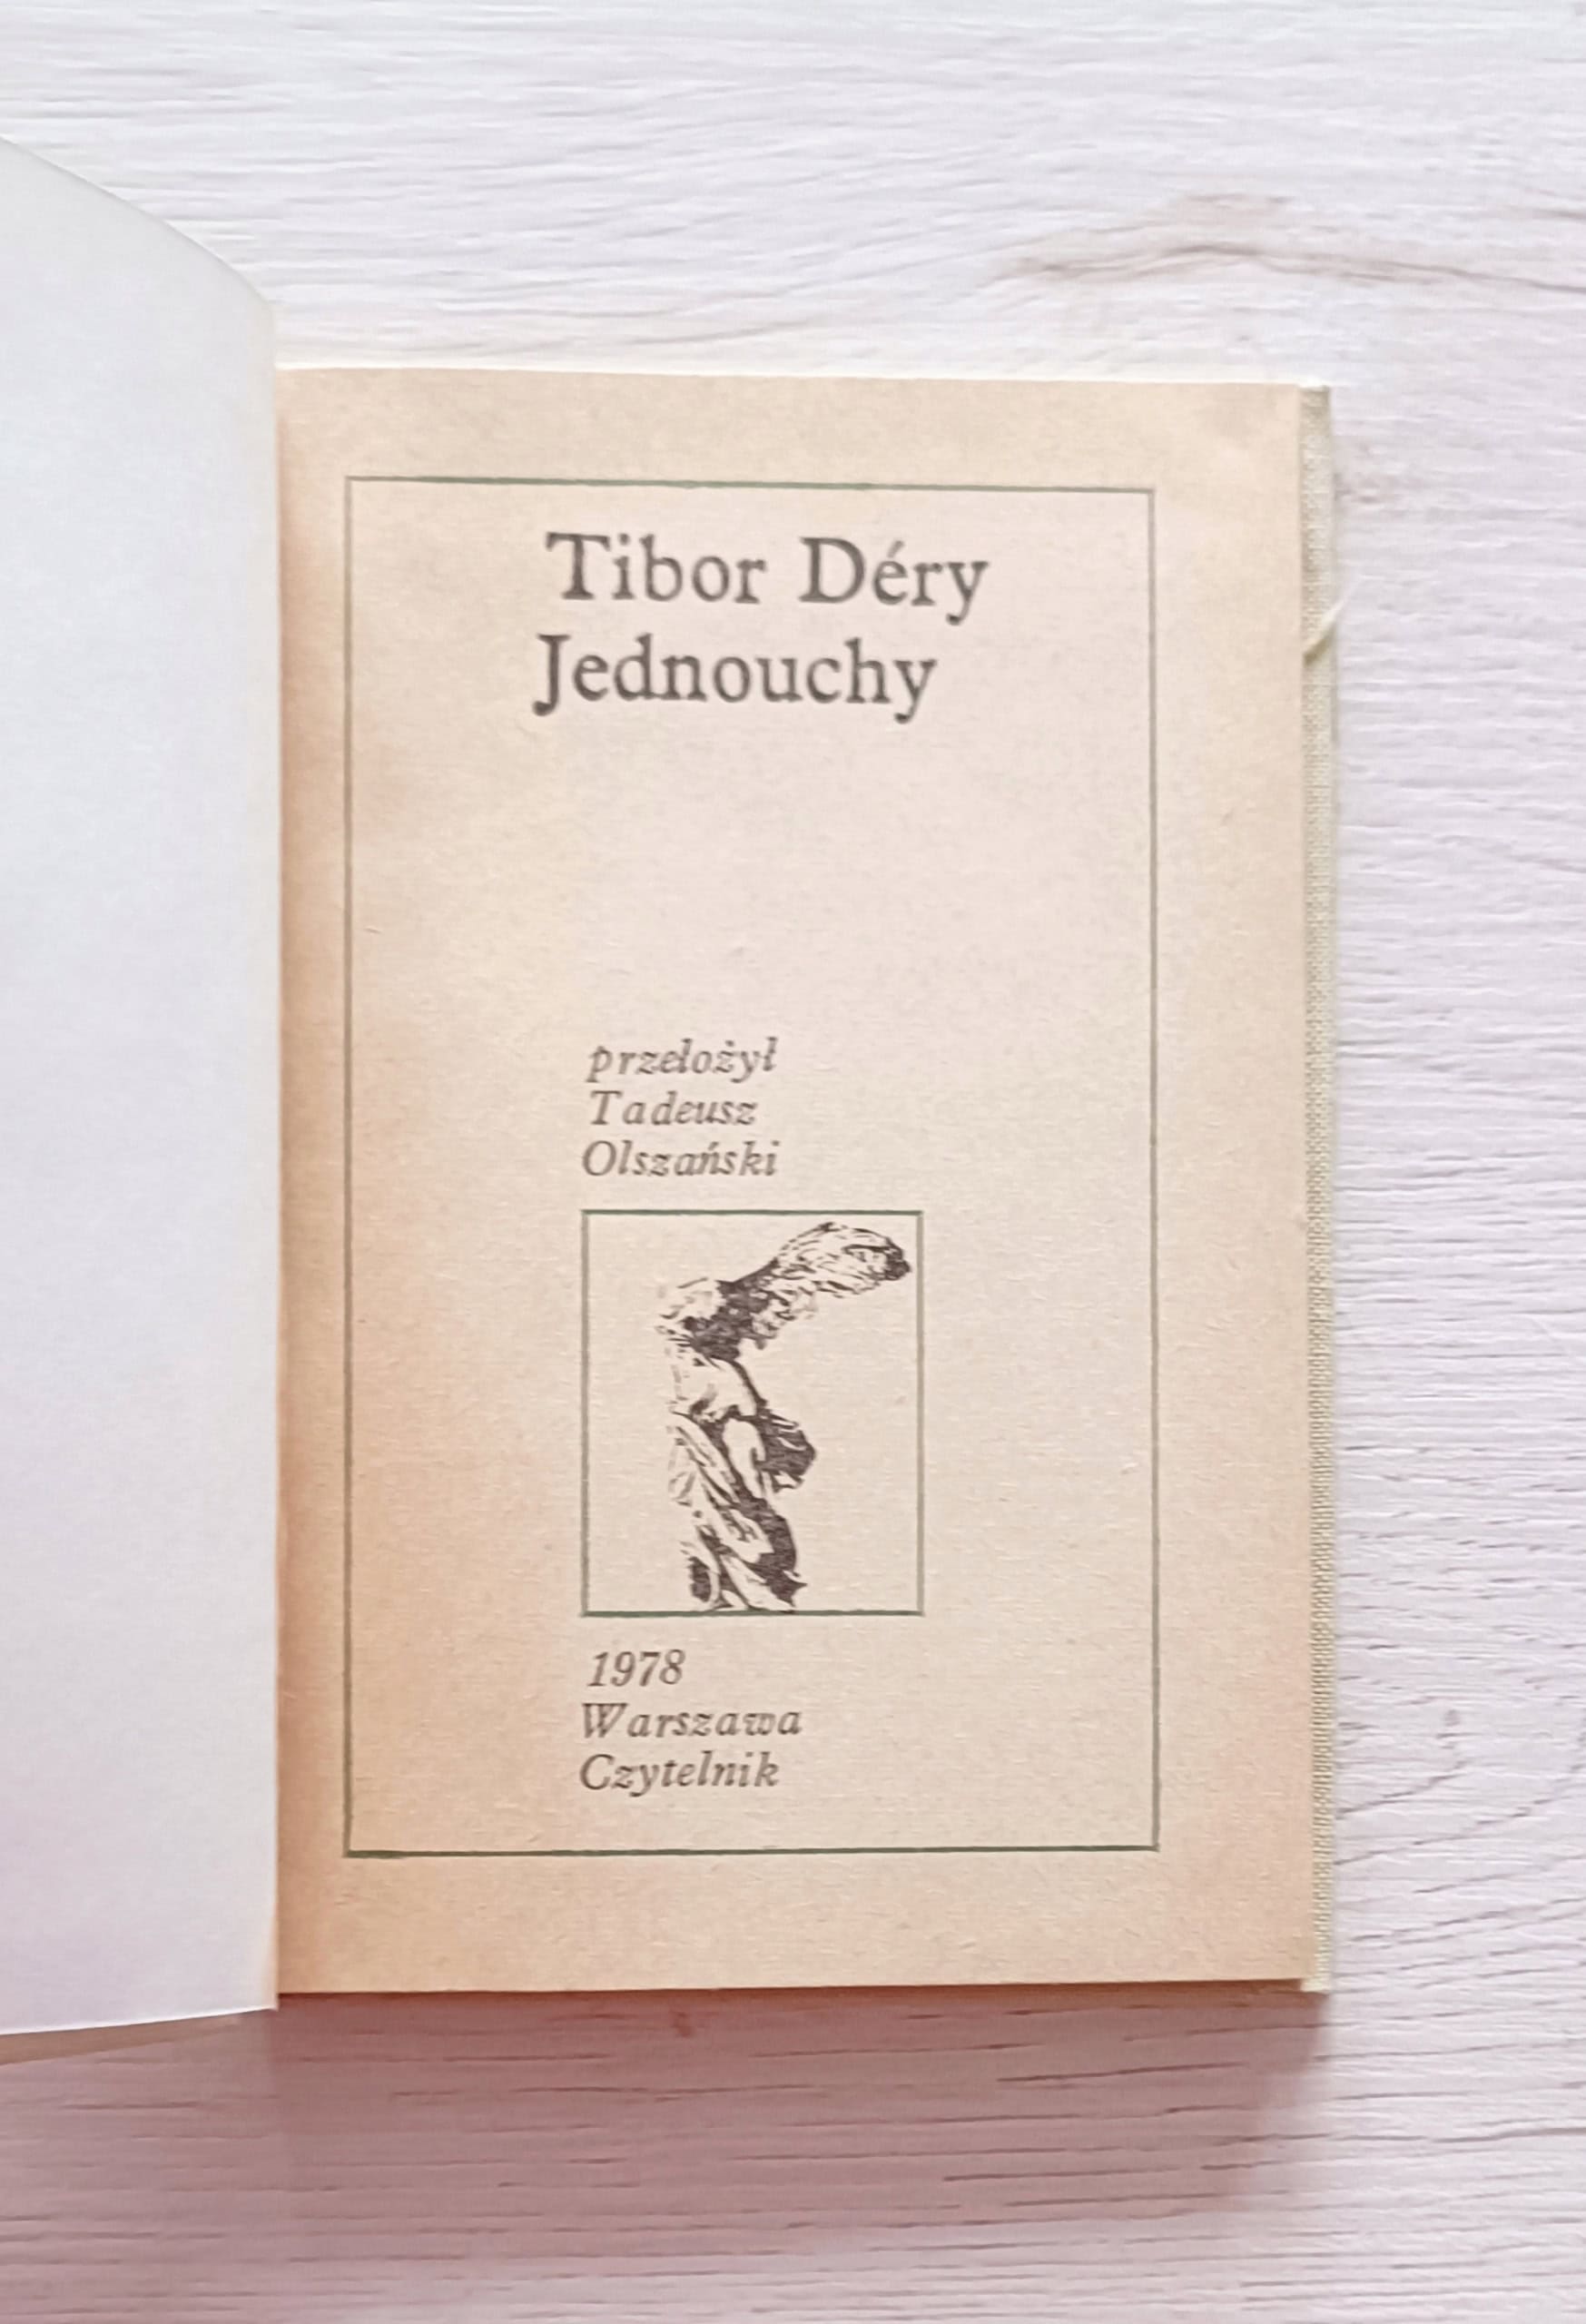 Tibor Déry
Jednouchy
przełożył
Tadeusz
Olszański
1978
Warszawa
Czytelnik